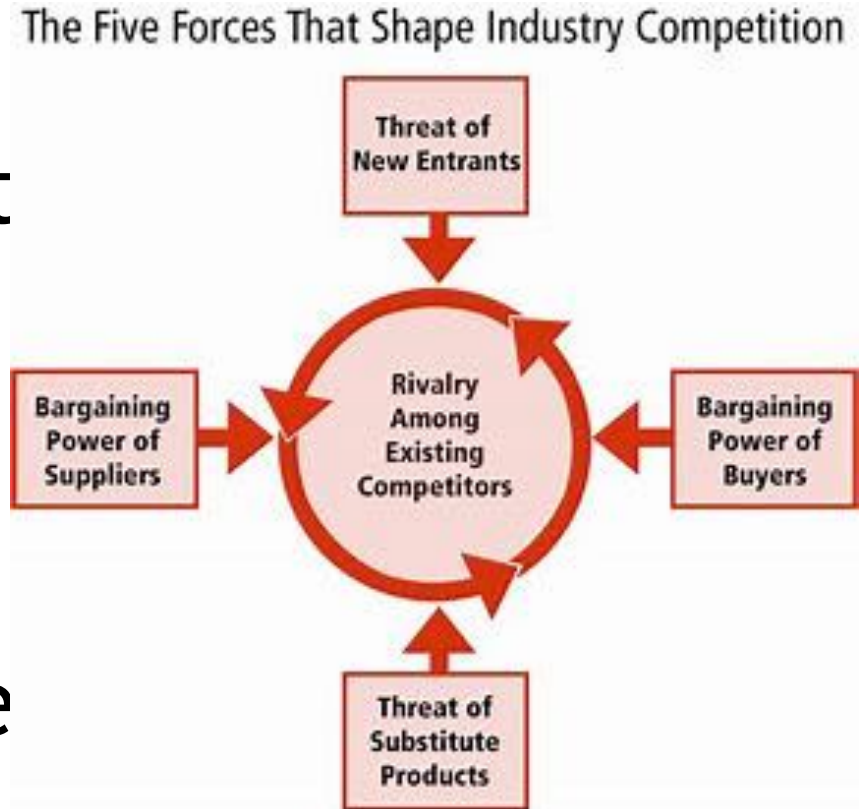 The Five Forces That Shape Industry Competition
Threat of
New Entrants
Bargaining
Power of
Suppliers
Rivalry
Among
Existing
Competitors
Bargaining
Power of
Buyers
Threat of
Substitute
Products